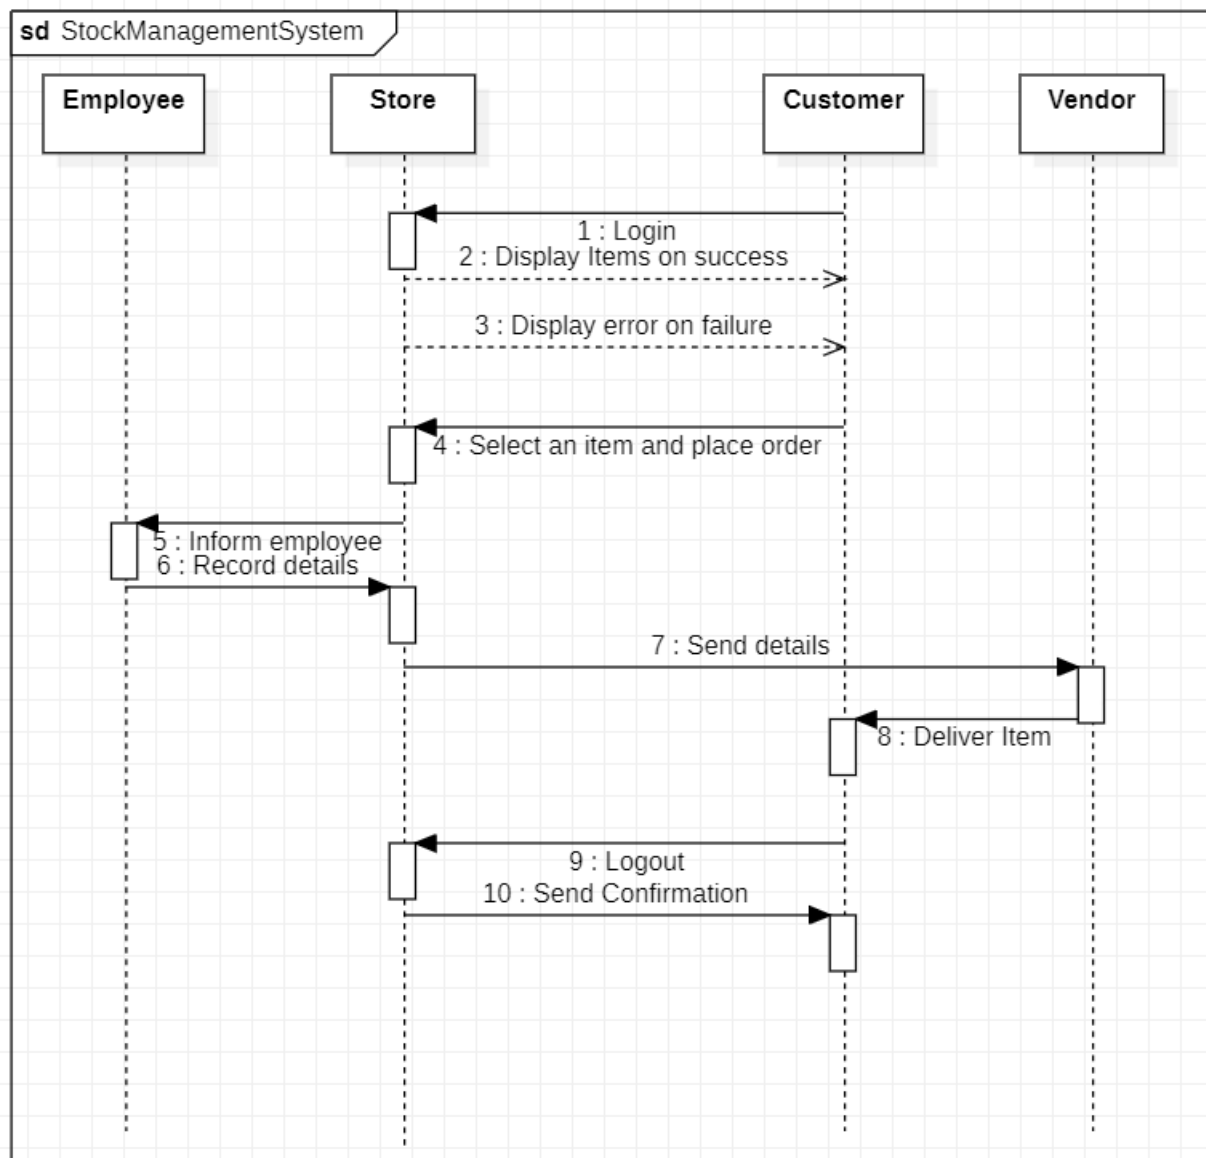 sd StockManagementSystem
Employee
Store
Customer
Vendor
1 : Login
2 : Display Items on success
3 : Display error on failure
4 : Select an item and place order
5 : Inform employee
6 : Record details
7 : Send details
8 : Deliver Item
9 : Logout
10 : Send Confirmation